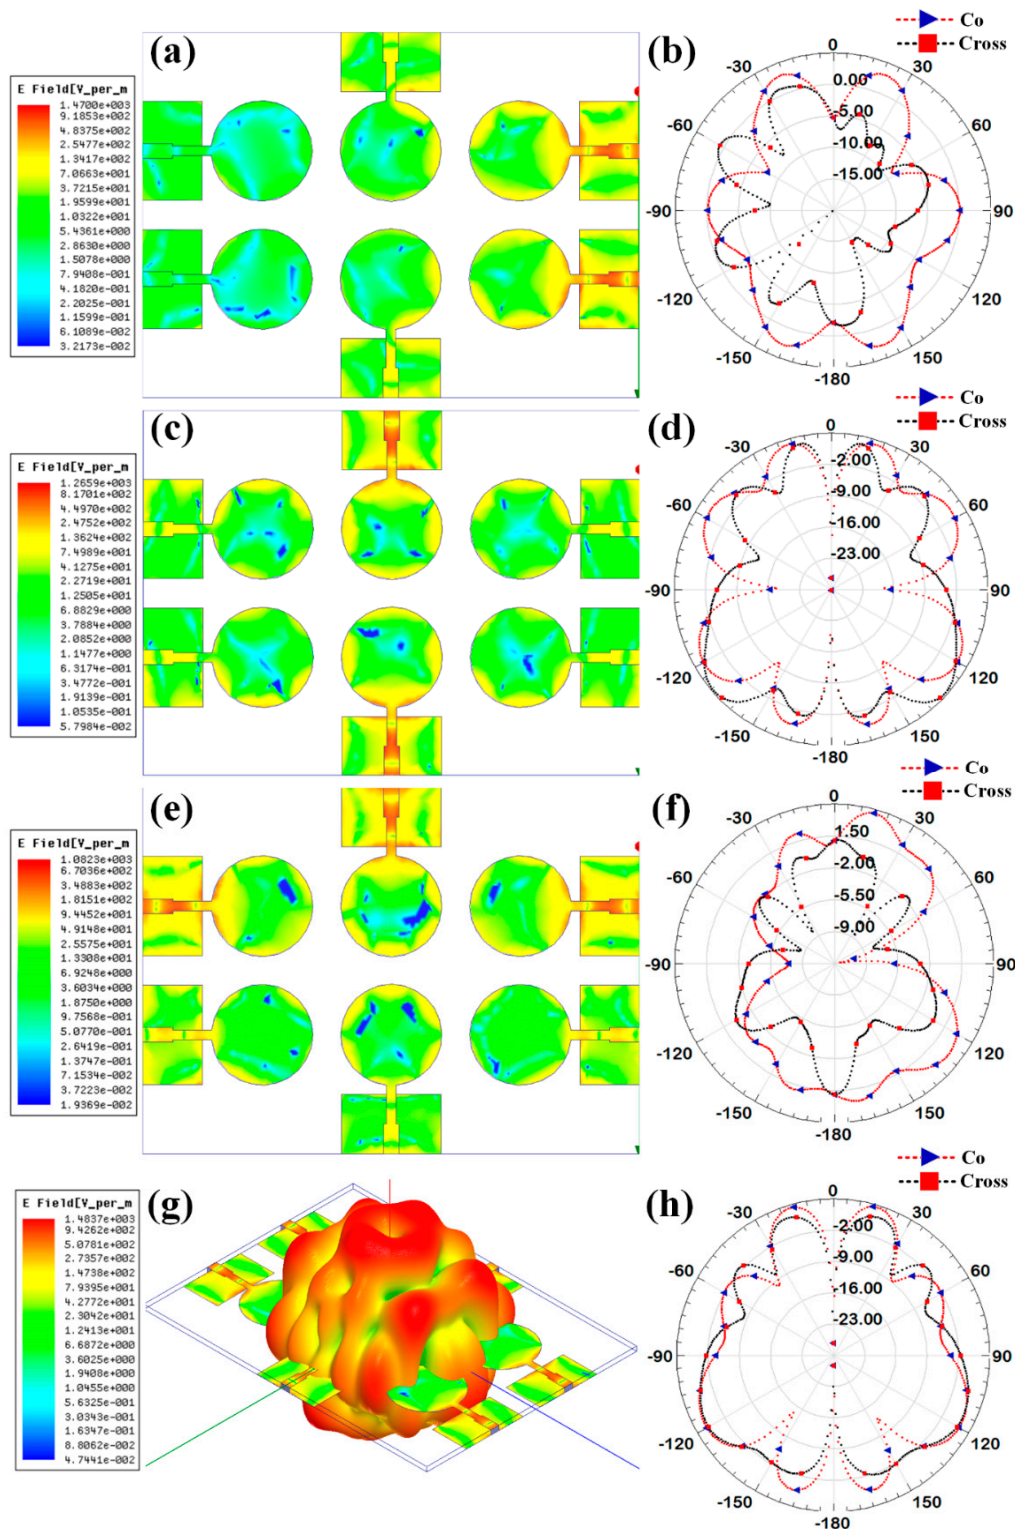 (a)
E Field[V_per_m
1.4700e+003
9.1853e+002
4.8375e+002
2.5477e+002
1.3417e+002
7.0663e+001
3.7215e+001
1.9599e+001
1.0322e+001
5.4361e+000
2.8630e+000
1.5078e+000
7.9408e-001
4.1820e-001
2.2025e-001
1.1599e-001
6.1089e-002
3.2173e-002
(b)
Co
Cross
0
-30
30
-60
60
-90
90
-120
120
-150
150
-180
0.00
-5.00
-10.00
-15.00
(c)
E Field[V_per_m
1.2659e+003
8.1701e+002
4.4970e+002
2.4752e+002
1.3624e+002
7.4989e+001
4.1275e+001
2.2719e+001
1.2505e+001
6.8829e+000
3.7884e+000
2.0852e+000
1.1477e+000
6.3174e-001
3.4772e-001
1.9139e-001
1.0535e-001
5.7984e-002
(d)
Co
Cross
0
-30
30
-60
60
-90
90
-120
120
-150
150
-180
-2.00
-9.00
-16.00
-23.00
(e)
E Field[V_per_m
1.0823e+003
6.7036e+002
3.4883e+002
1.8151e+002
9.4452e+001
4.9148e+001
2.5575e+001
1.3308e+001
6.9248e+000
3.6034e+000
1.8750e+000
9.7568e-001
5.0770e-001
2.6419e-001
1.3747e-001
7.1534e-002
3.7223e-002
1.9369e-002
(f)
Co
Cross
0
-30
30
-60
60
-90
90
-120
120
-150
150
-180
1.50
-2.00
-5.50
-9.00
(g)
E Field[V_per_m
1.4837e+003
9.4262e+002
5.0781e+002
2.7357e+002
1.4738e+002
7.9395e+001
4.2772e+001
2.3042e+001
1.2413e+001
6.6872e+000
3.6025e+000
1.9408e+000
1.0455e+000
5.6325e-001
3.0343e-001
1.6347e-001
8.8062e-002
4.7441e-002
(h)
Co
Cross
0
-30
30
-60
60
-90
90
-120
120
-150
150
-180
-2.00
-9.00
-16.00
-23.00